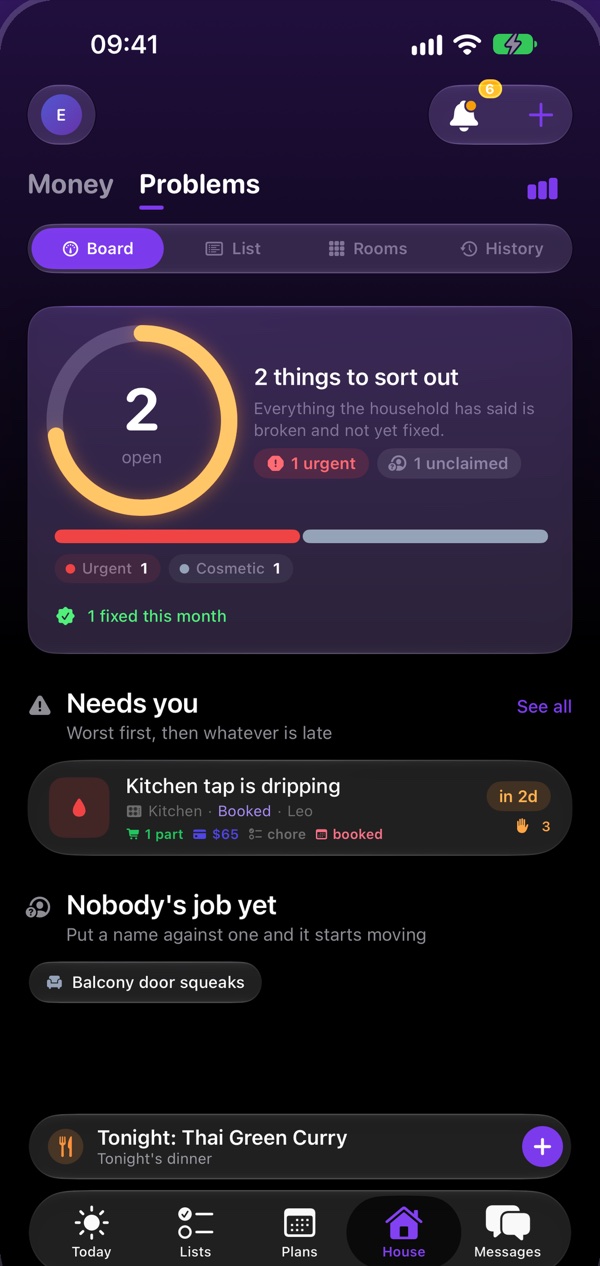 09:41
E
6
Money
Problems
Board
List
Rooms
History
2
open
2 things to sort out
Everything the household has said is
broken and not yet fixed.
1 urgent
1 unclaimed
Urgent 1
Cosmetic 1
1 fixed this month
Needs you
See all
Worst first, then whatever is late
Kitchen tap is dripping
Kitchen · Booked · Leo
1 part $65 chore booked
in 2d
3
Nobody's job yet
Put a name against one and it starts moving
Balcony door squeaks
Tonight: Thai Green Curry
Tonight's dinner
Today
Lists
Plans
House
Messages